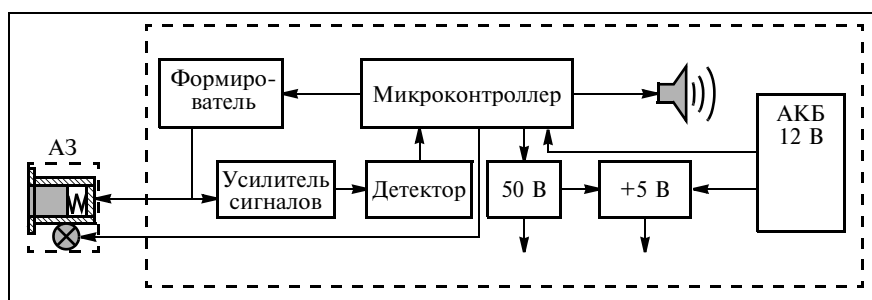 Формиро-
ватель
Микроконтроллер
АКБ
12 В
АЗ
Усилитель
сигналов
Детектор
50 В
+5 В